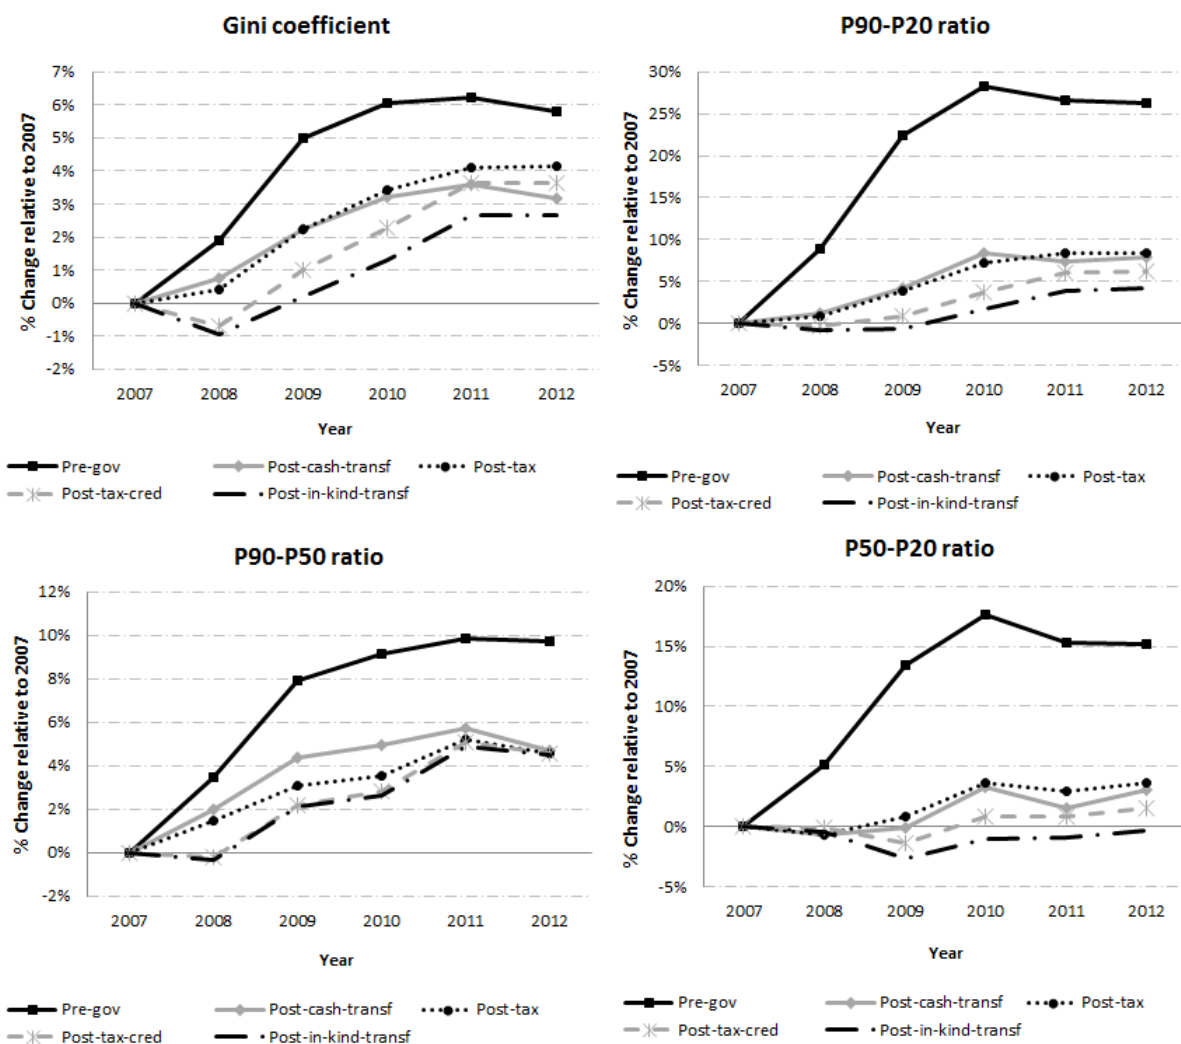 Gini coefficient
% Change relative to 2007
7%
6%
5%
4%
3%
2%
1%
0%
-1%
-2%
2007 2008 2009 2010 2011 2012
Year
Pre-gov Post-cash-transf Post-tax
Post-tax-cred Post-in-kind-transf
P90-P20 ratio
% Change relative to 2007
30%
25%
20%
15%
10%
5%
0%
-5%
2007 2008 2009 2010 2011 2012
Year
Pre-gov Post-cash-transf Post-tax
Post-tax-cred Post-in-kind-transf
P90-P50 ratio
% Change relative to 2007
12%
10%
8%
6%
4%
2%
0%
-2%
2007 2008 2009 2010 2011 2012
Year
Pre-gov Post-cash-transf Post-tax
Post-tax-cred Post-in-kind-transf
P50-P20 ratio
% Change relative to 2007
20%
15%
10%
5%
0%
-5%
2007 2008 2009 2010 2011 2012
Year
Pre-gov Post-cash-transf Post-tax
Post-tax-cred Post-in-kind-transf